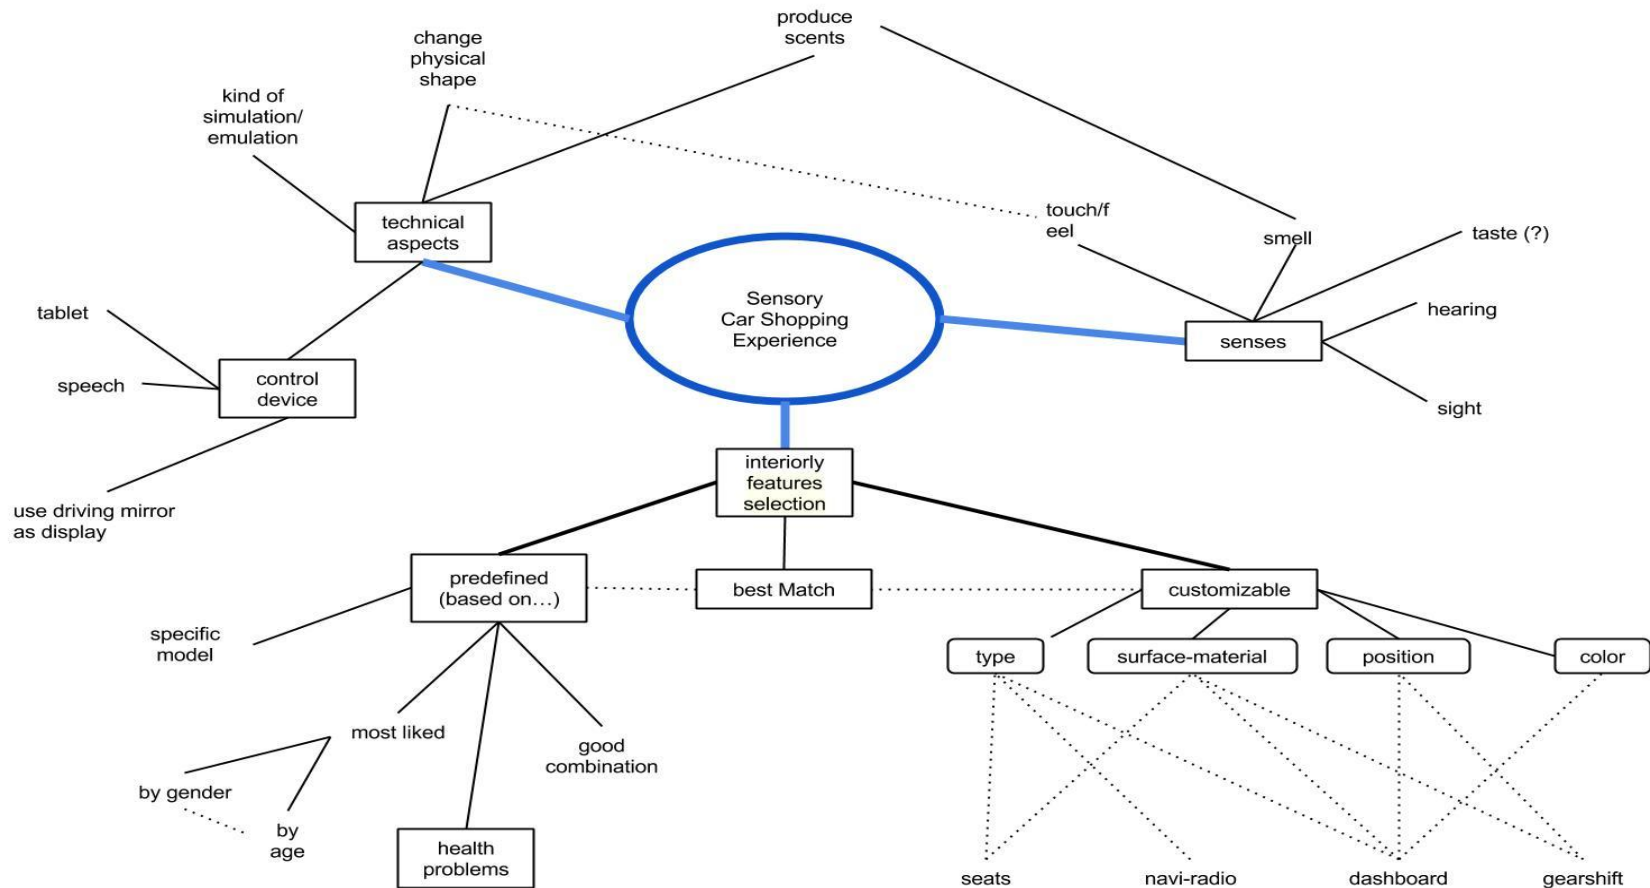 produce
scents
change
physical
shape
kind of
simulation/
emulation
technical
aspects
touch/f
eel
smell
taste (?)
Sensory
Car Shopping
Experience
tablet
hearing
senses
speech
control
device
sight
interiorly
features
selection
use driving mirror
as display
predefined
(based on...)
best Match
customizable
specific
model
type
surface-material
position
color
most liked
good
combination
by gender
by
age
health
problems
seats
navi-radio
dashboard
gearshift